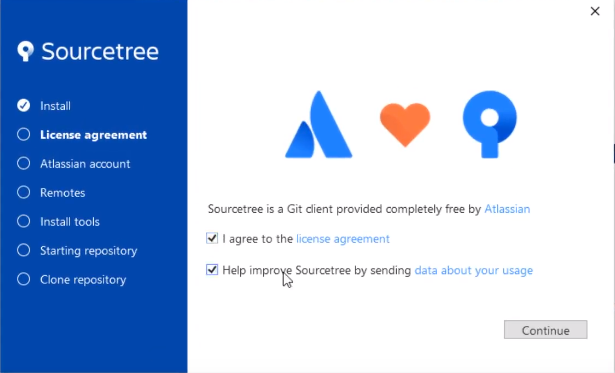 Sourcetree
Install
License agreement
Atlassian account
Remotes
Install tools
Starting repository
Clone repository
Sourcetree is a Git client provided completely free by Atlassian
I agree to the license agreement
Help improve Sourcetree by sending data about your usage
Continue